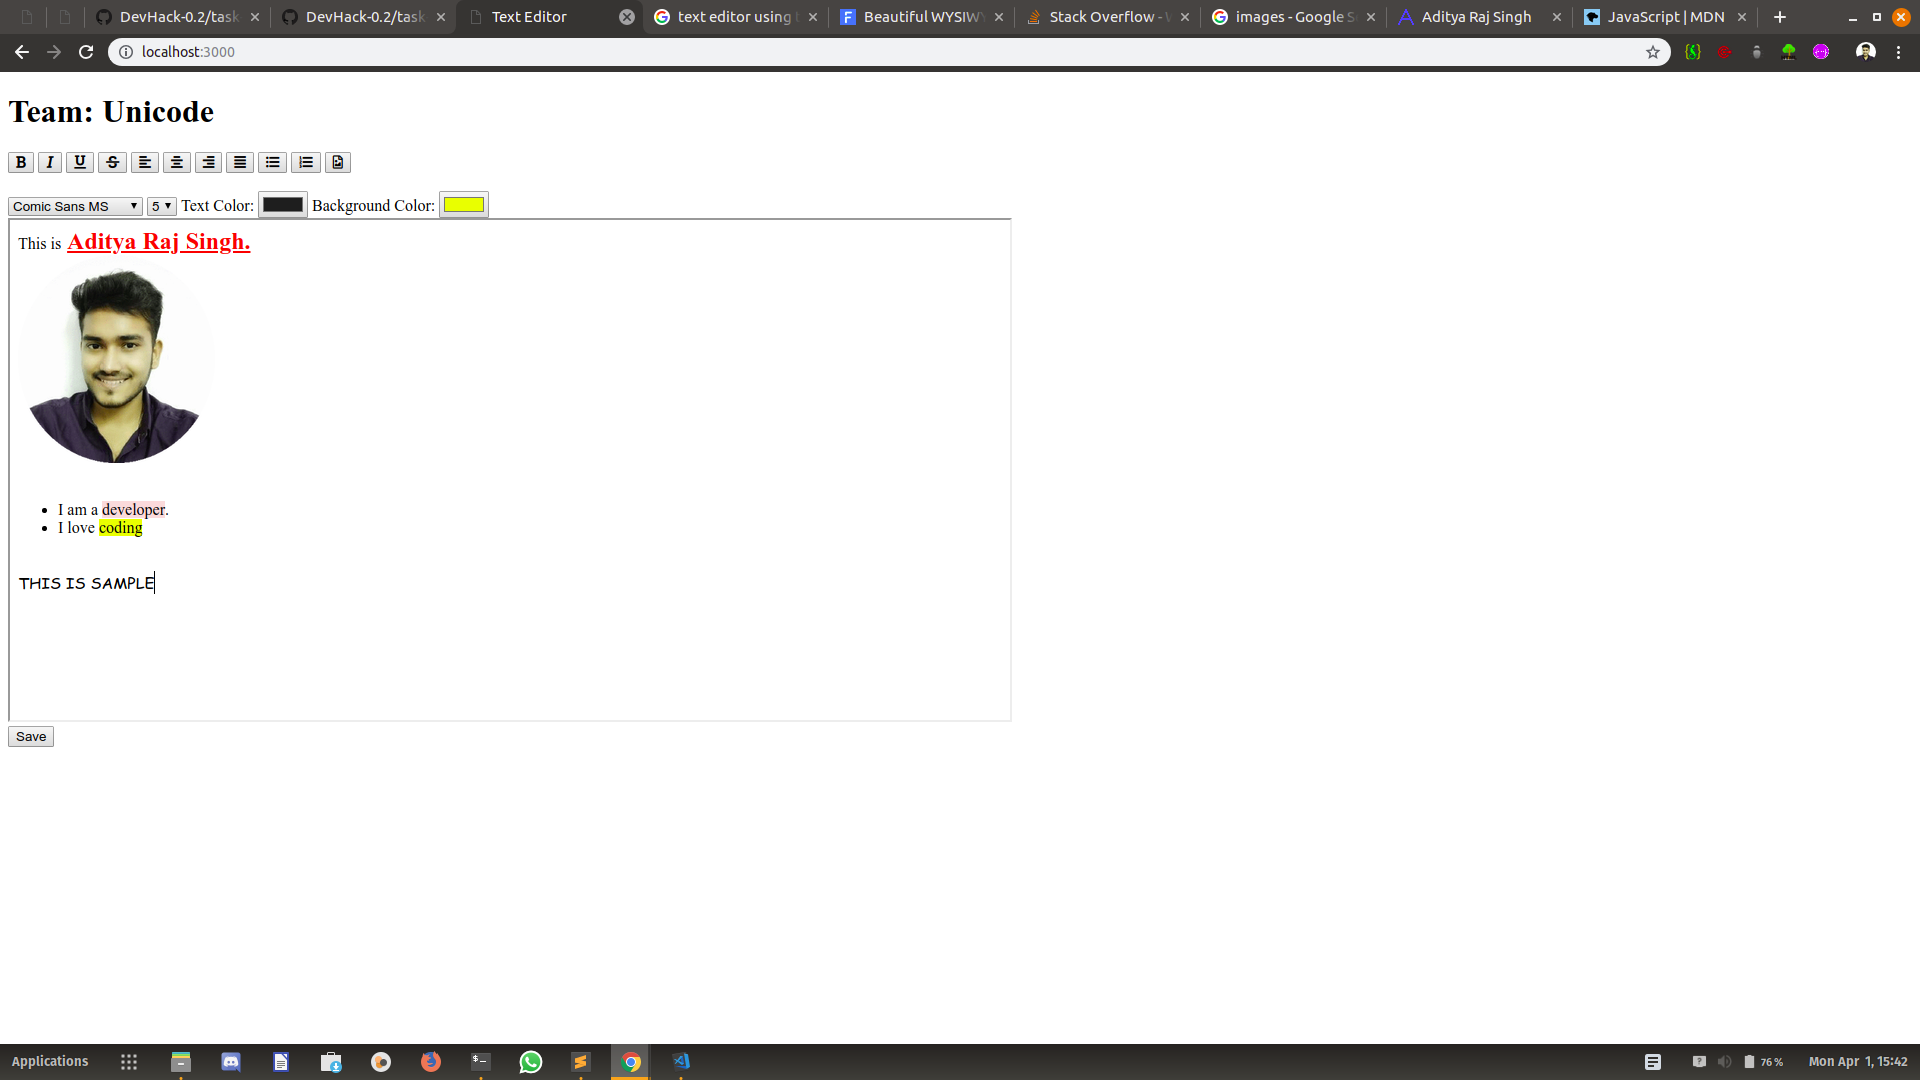 DevHack-0.2/task
DevHack-0.2/task
Text Editor
text editor using
Beautiful WYSIWY
Stack Overflow - W
images - Google S
Aditya Raj Singh
JavaScript | MDN
localhost:3000
Team: Unicode
B I U S
Comic Sans MS 5 Text Color: Background Color:
This is Aditya Raj Singh.
• I am a developer.
• I love coding
THIS IS SAMPLE
Save
Applications
76 %
Mon Apr 1, 15:42